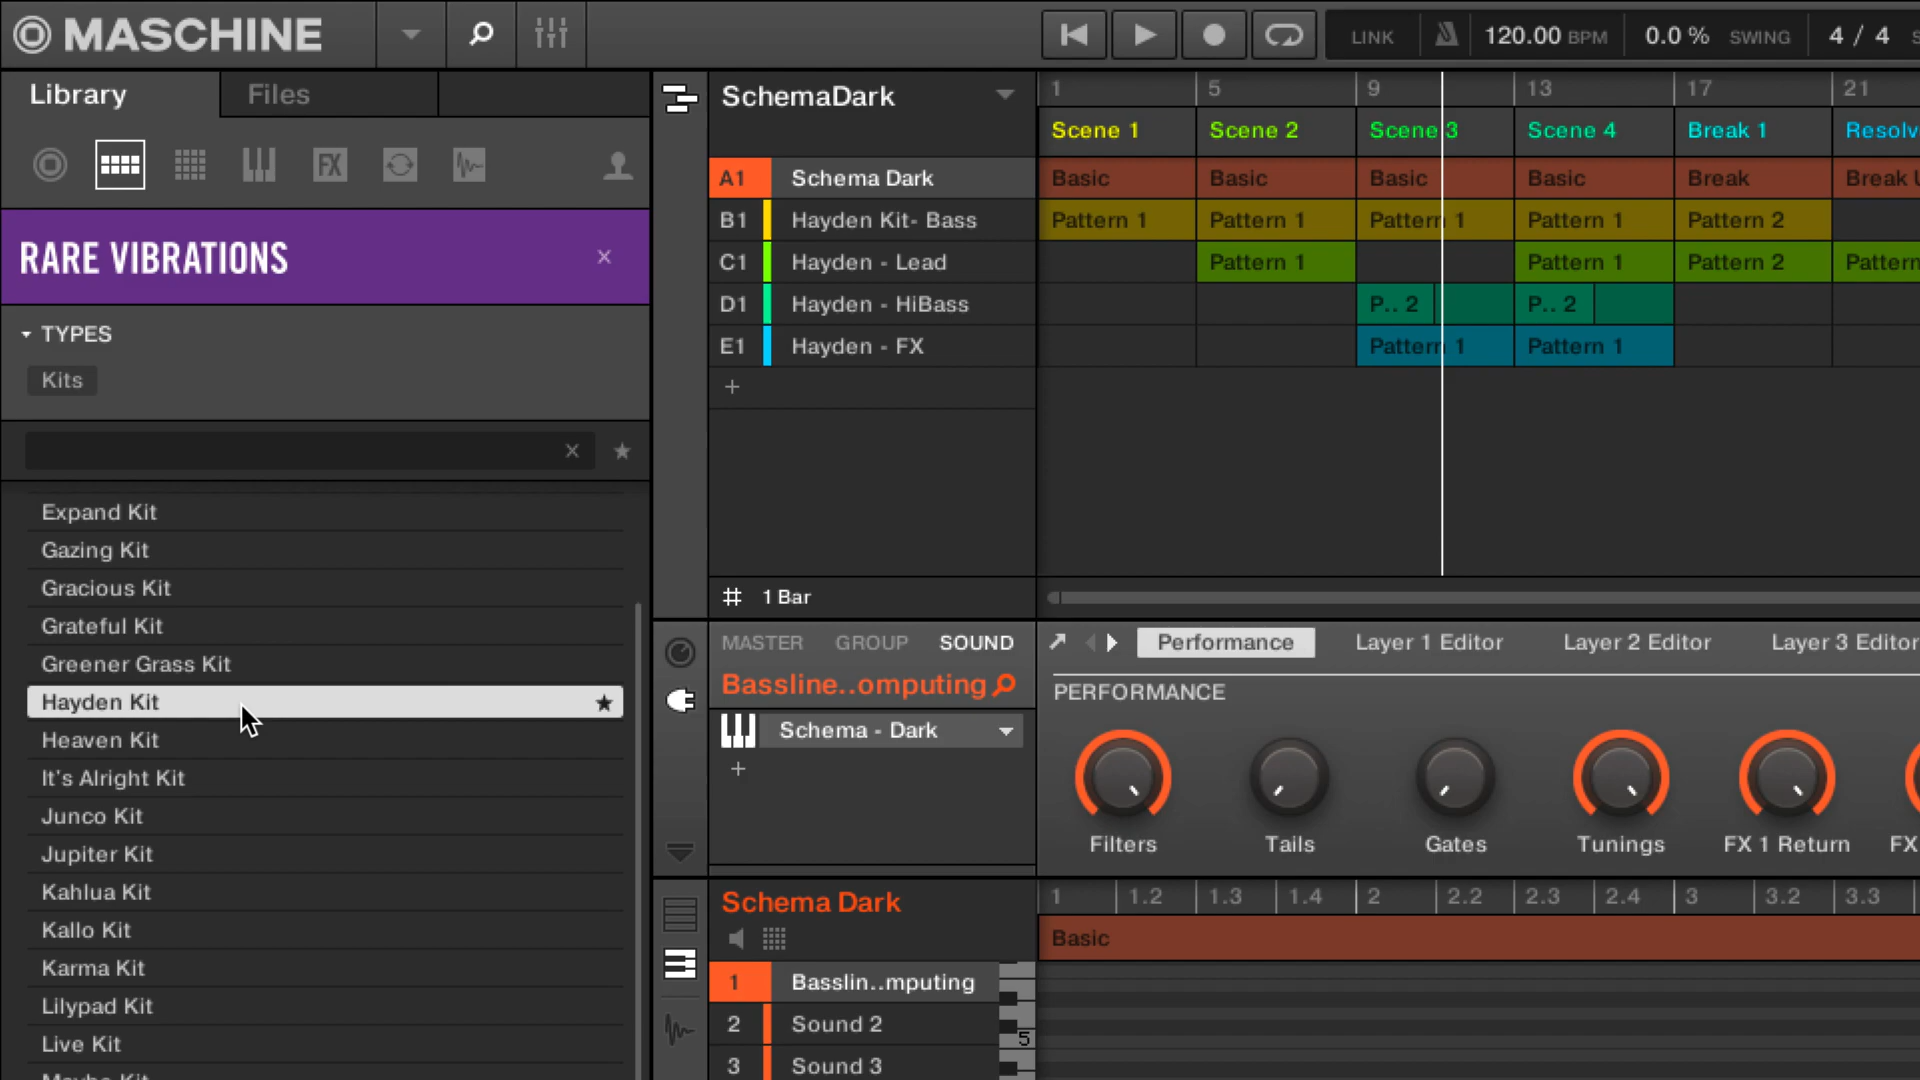 MASCHINE
LINK 120.00 BPM 0.0 % SWING 4 / 4
Library Files
FX
RARE VIBRATIONS ×
TYPES
Kits
Expand Kit
Gazing Kit
Gracious Kit
Grateful Kit
Greener Grass Kit
Hayden Kit
Heaven Kit
It's Alright Kit
Junco Kit
Jupiter Kit
Kahlua Kit
Kallo Kit
Karma Kit
Lilypad Kit
Live Kit
SchemaDark
1 5 9 13 17 21
Scene 1 Scene 2 Scene 3 Scene 4 Break 1 Resolv
A1 Schema Dark Basic Basic Basic Basic Break Break U
B1 Hayden Kit- Bass Pattern 1 Pattern 1 Pattern 1 Pattern 1 Pattern 2
C1 Hayden - Lead Pattern 1 Pattern 1 Pattern 2 Pattern
D1 Hayden - HiBass P.. 2 P.. 2
E1 Hayden - FX Pattern 1 Pattern 1
+
# 1 Bar
MASTER GROUP SOUND
Bassline..omputing
Schema - Dark
+
Performance Layer 1 Editor Layer 2 Editor Layer 3 Editor
PERFORMANCE
Filters Tails Gates Tunings FX 1 Return FX
Schema Dark
1 1.2 1.3 1.4 2 2.2 2.3 2.4 3 3.2 3.3
Basic
1 Basslin..mputing
2 Sound 2
5
3 Sound 3